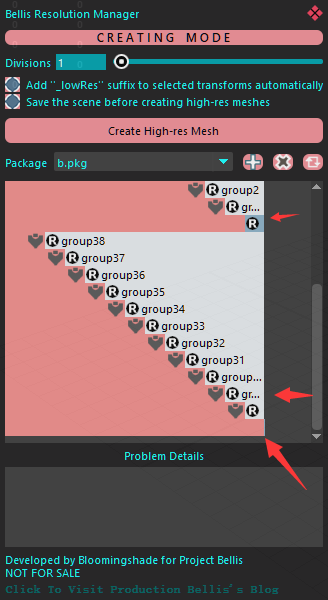 Bellis Resolution Manager
CREATING MODE
Divisions 1
Add "_lowRes" suffix to selected transforms automatically
Save the scene before creating high-res meshes
Create High-res Mesh
Package b.pkg
R group2
R gr...
R
R group38
R group37
R group36
R group35
R group34
R group33
R group32
R group31
R group...
R gr...
R
Problem Details
Developed by Bloomingshade for Project Bellis
NOT FOR SALE
Click To Visit Production Bellis's Blog